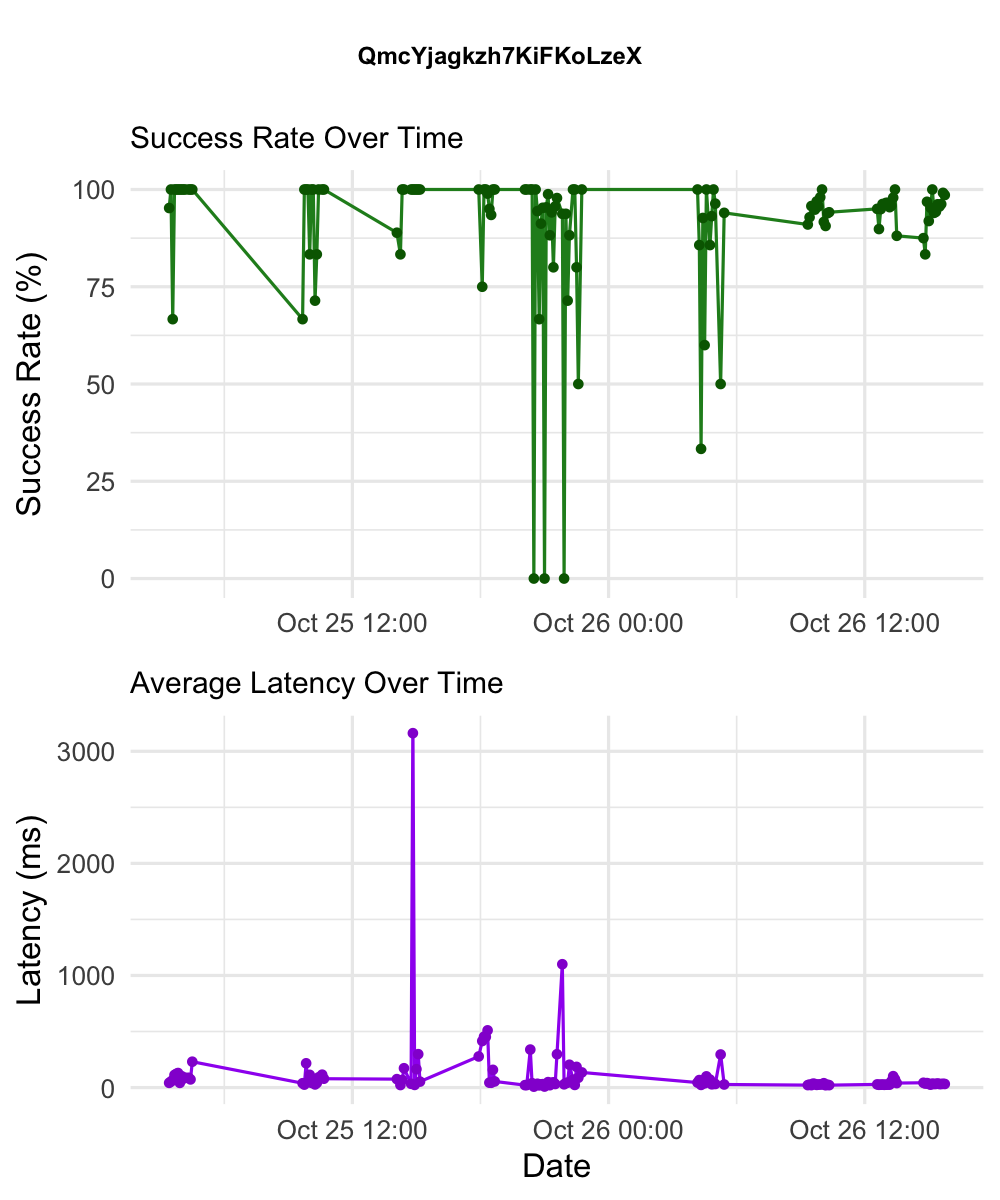 QmcYjagkzh7KiFKoLzeX
Success Rate Over Time
Success Rate (%)
100
75
50
25
0
Oct 25 12:00 Oct 26 00:00 Oct 26 12:00
Average Latency Over Time
Latency (ms)
3000
2000
1000
0
Oct 25 12:00 Oct 26 00:00 Oct 26 12:00
Date